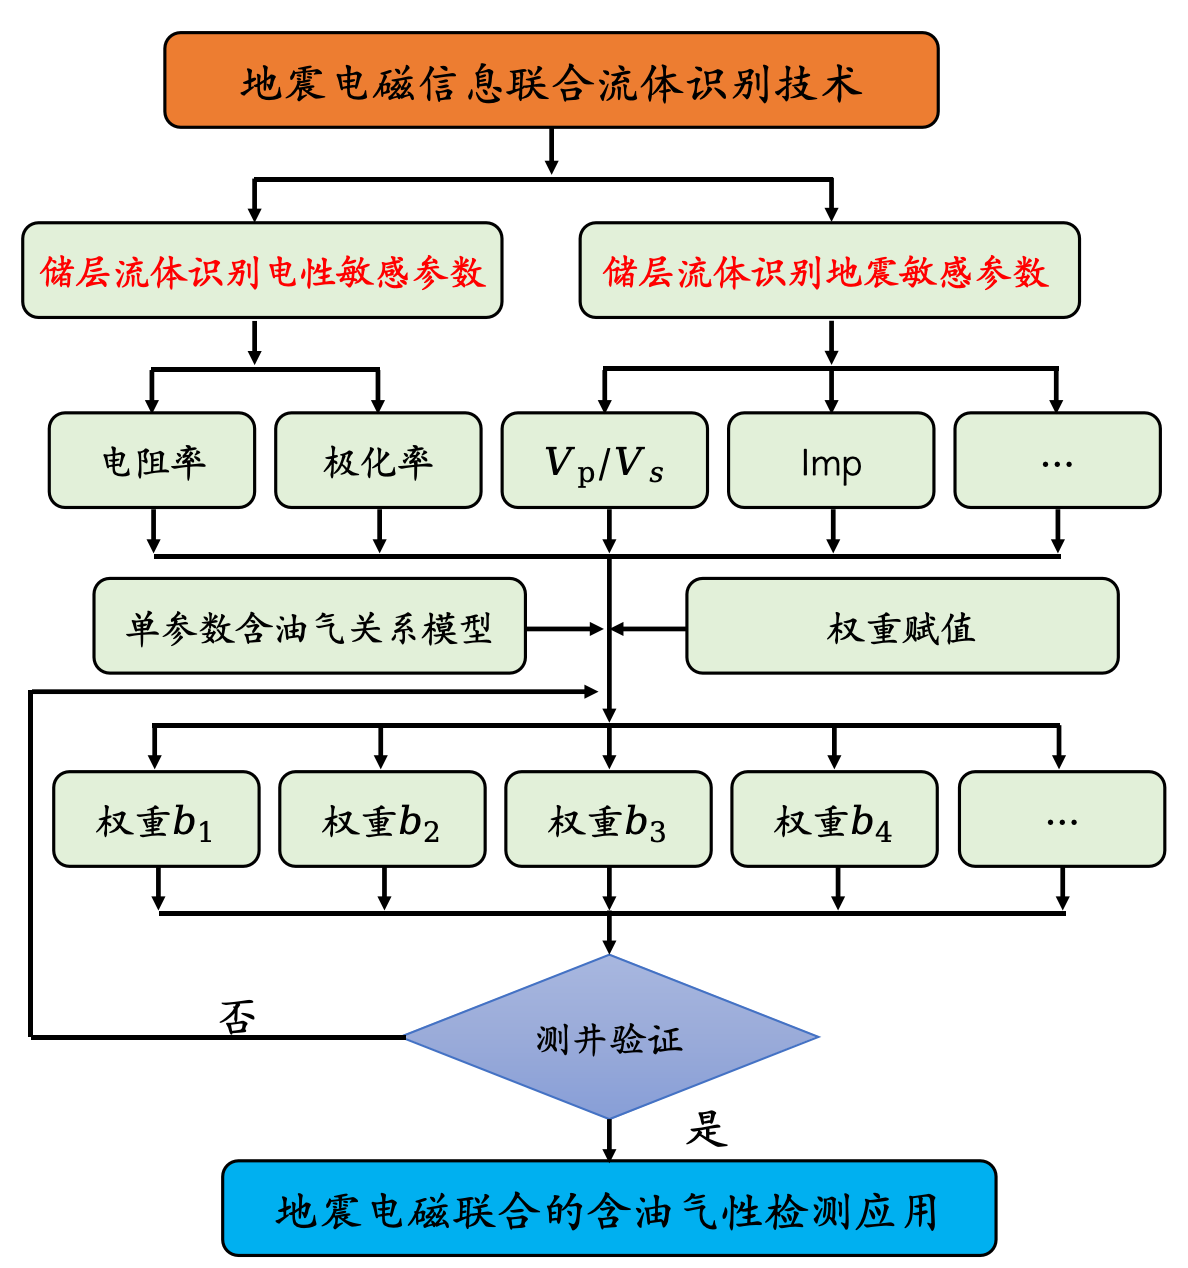 地震电磁信息联合流体识别技术
储层流体识别电性敏感参数
储层流体识别地震敏感参数
电阻率
极化率
Vp/Vs
Imp
…
单参数含油气关系模型
权重赋值
权重b1
权重b2
权重b3
权重b4
…
测井验证
否
是
地震电磁联合的含油气性检测应用